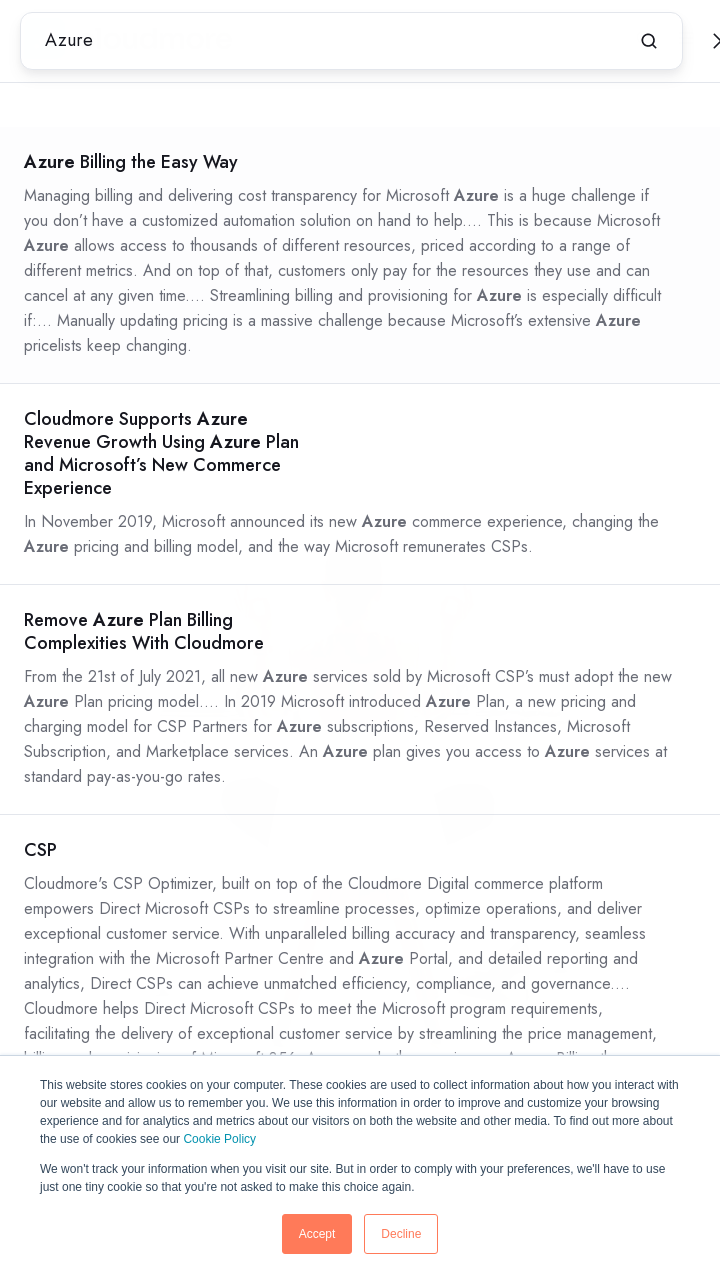 Azure
Azure Billing the Easy Way
Managing billing and delivering cost transparency for Microsoft Azure is a huge challenge if
you don’t have a customized automation solution on hand to help.... This is because Microsoft
Azure allows access to thousands of different resources, priced according to a range of
different metrics. And on top of that, customers only pay for the resources they use and can
cancel at any given time.... Streamlining billing and provisioning for Azure is especially difficult
if:... Manually updating pricing is a massive challenge because Microsoft’s extensive Azure
pricelists keep changing.
Cloudmore Supports Azure
Revenue Growth Using Azure Plan
and Microsoft’s New Commerce
Experience
In November 2019, Microsoft announced its new Azure commerce experience, changing the
Azure pricing and billing model, and the way Microsoft remunerates CSPs.
Remove Azure Plan Billing
Complexities With Cloudmore
From the 21st of July 2021, all new Azure services sold by Microsoft CSP’s must adopt the new
Azure Plan pricing model.... In 2019 Microsoft introduced Azure Plan, a new pricing and
charging model for CSP Partners for Azure subscriptions, Reserved Instances, Microsoft
Subscription, and Marketplace services. An Azure plan gives you access to Azure services at
standard pay-as-you-go rates.
CSP
Cloudmore's CSP Optimizer, built on top of the Cloudmore Digital commerce platform
empowers Direct Microsoft CSPs to streamline processes, optimize operations, and deliver
exceptional customer service. With unparalleled billing accuracy and transparency, seamless
integration with the Microsoft Partner Centre and Azure Portal, and detailed reporting and
analytics, Direct CSPs can achieve unmatched efficiency, compliance, and governance....
Cloudmore helps Direct Microsoft CSPs to meet the Microsoft program requirements,
facilitating the delivery of exceptional customer service by streamlining the price management,
This website stores cookies on your computer. These cookies are used to collect information about how you interact with
our website and allow us to remember you. We use this information in order to improve and customize your browsing
experience and for analytics and metrics about our visitors on both the website and other media. To find out more about
the use of cookies see our Cookie Policy
We won't track your information when you visit our site. But in order to comply with your preferences, we'll have to use
just one tiny cookie so that you're not asked to make this choice again.
Accept
Decline